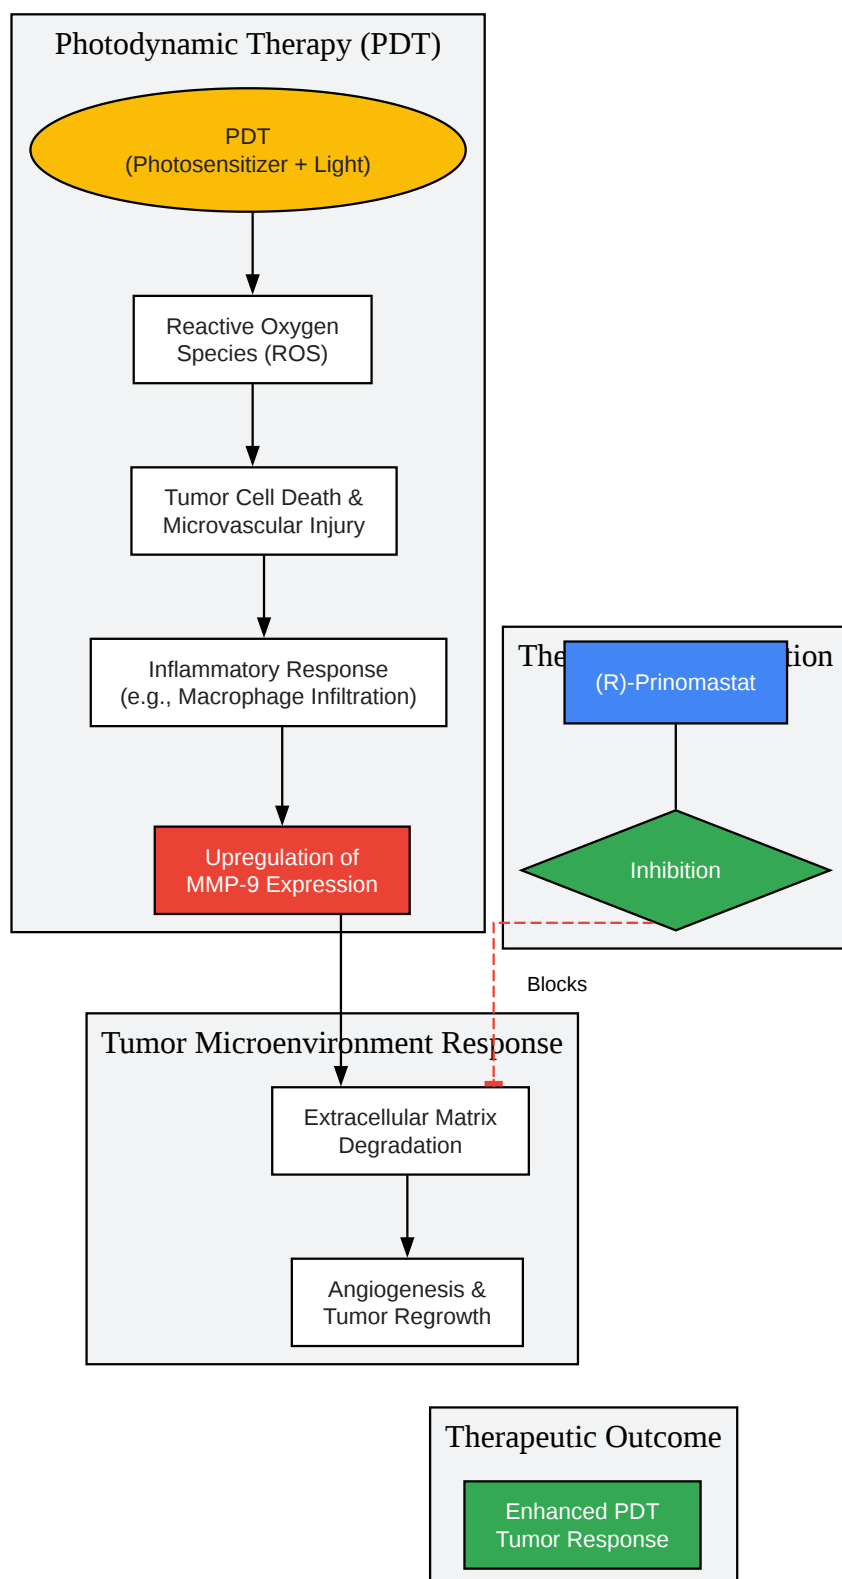 Photodynamic Therapy (PDT)
PDT
(Photosensitizer + Light)
Reactive Oxygen
Species (ROS)
Tumor Cell Death &
Microvascular Injury
Inflammatory Response
(e.g., Macrophage Infiltration)
Upregulation of
MMP-9 Expression
(R)-Prinomastat
Inhibition
Blocks
Tumor Microenvironment Response
Extracellular Matrix
Degradation
Angiogenesis &
Tumor Regrowth
Therapeutic Outcome
Enhanced PDT
Tumor Response